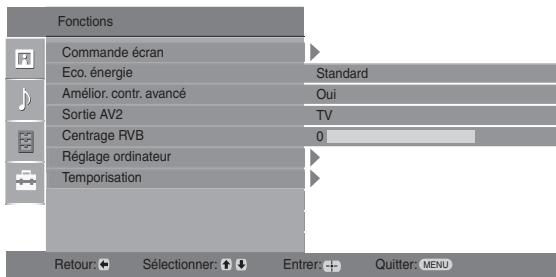 Fonctions
Commande écran
Eco. énergie Standard
Amélior. contr. avancé Oui
Sortie AV2 TV
Centrage RVB 0
Réglage ordinateur
Temporisation
Retour: Sélectionner: Entrer: Quitter: MENU